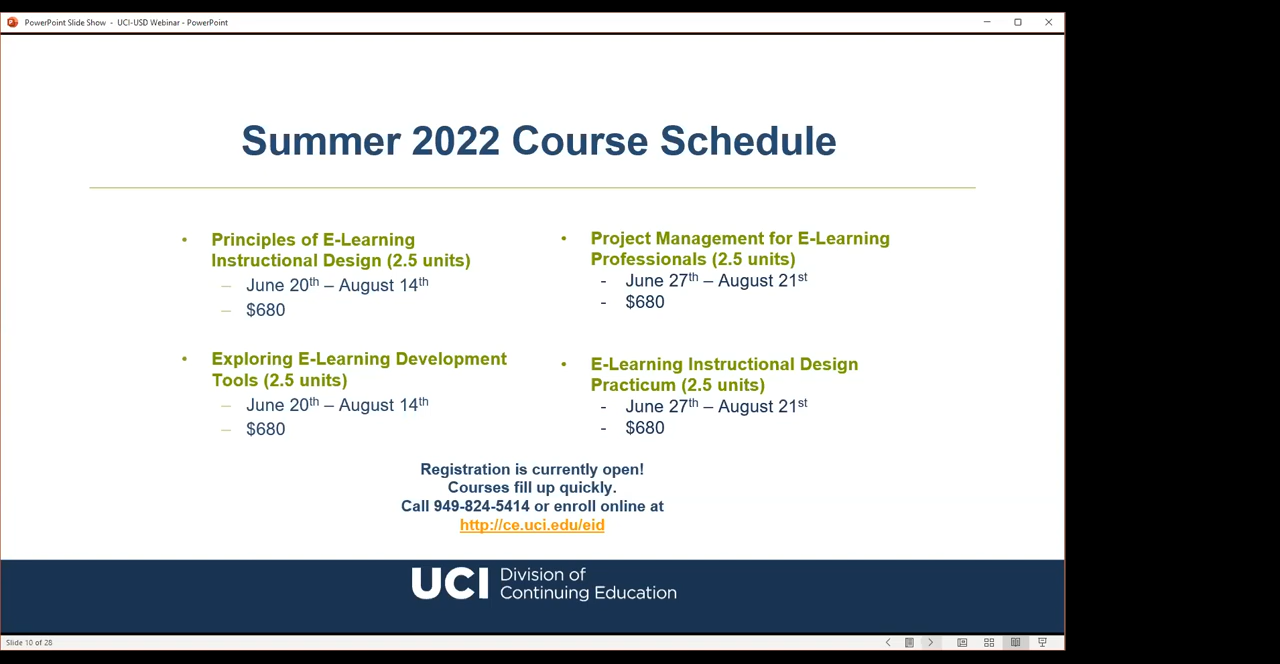 PowerPoint Slide Show - UCI-USD Webinar - PowerPoint
Summer 2022 Course Schedule
• Principles of E-Learning
Instructional Design (2.5 units)
– June 20th – August 14th
– $680
• Exploring E-Learning Development
Tools (2.5 units)
– June 20th – August 14th
– $680
• Project Management for E-Learning
Professionals (2.5 units)
- June 27th – August 21st
- $680
• E-Learning Instructional Design
Practicum (2.5 units)
- June 27th – August 21st
- $680
Registration is currently open!
Courses fill up quickly.
Call 949-824-5414 or enroll online at
http://ce.uci.edu/eid
UCI Division of
Continuing Education
Slide 10 of 28